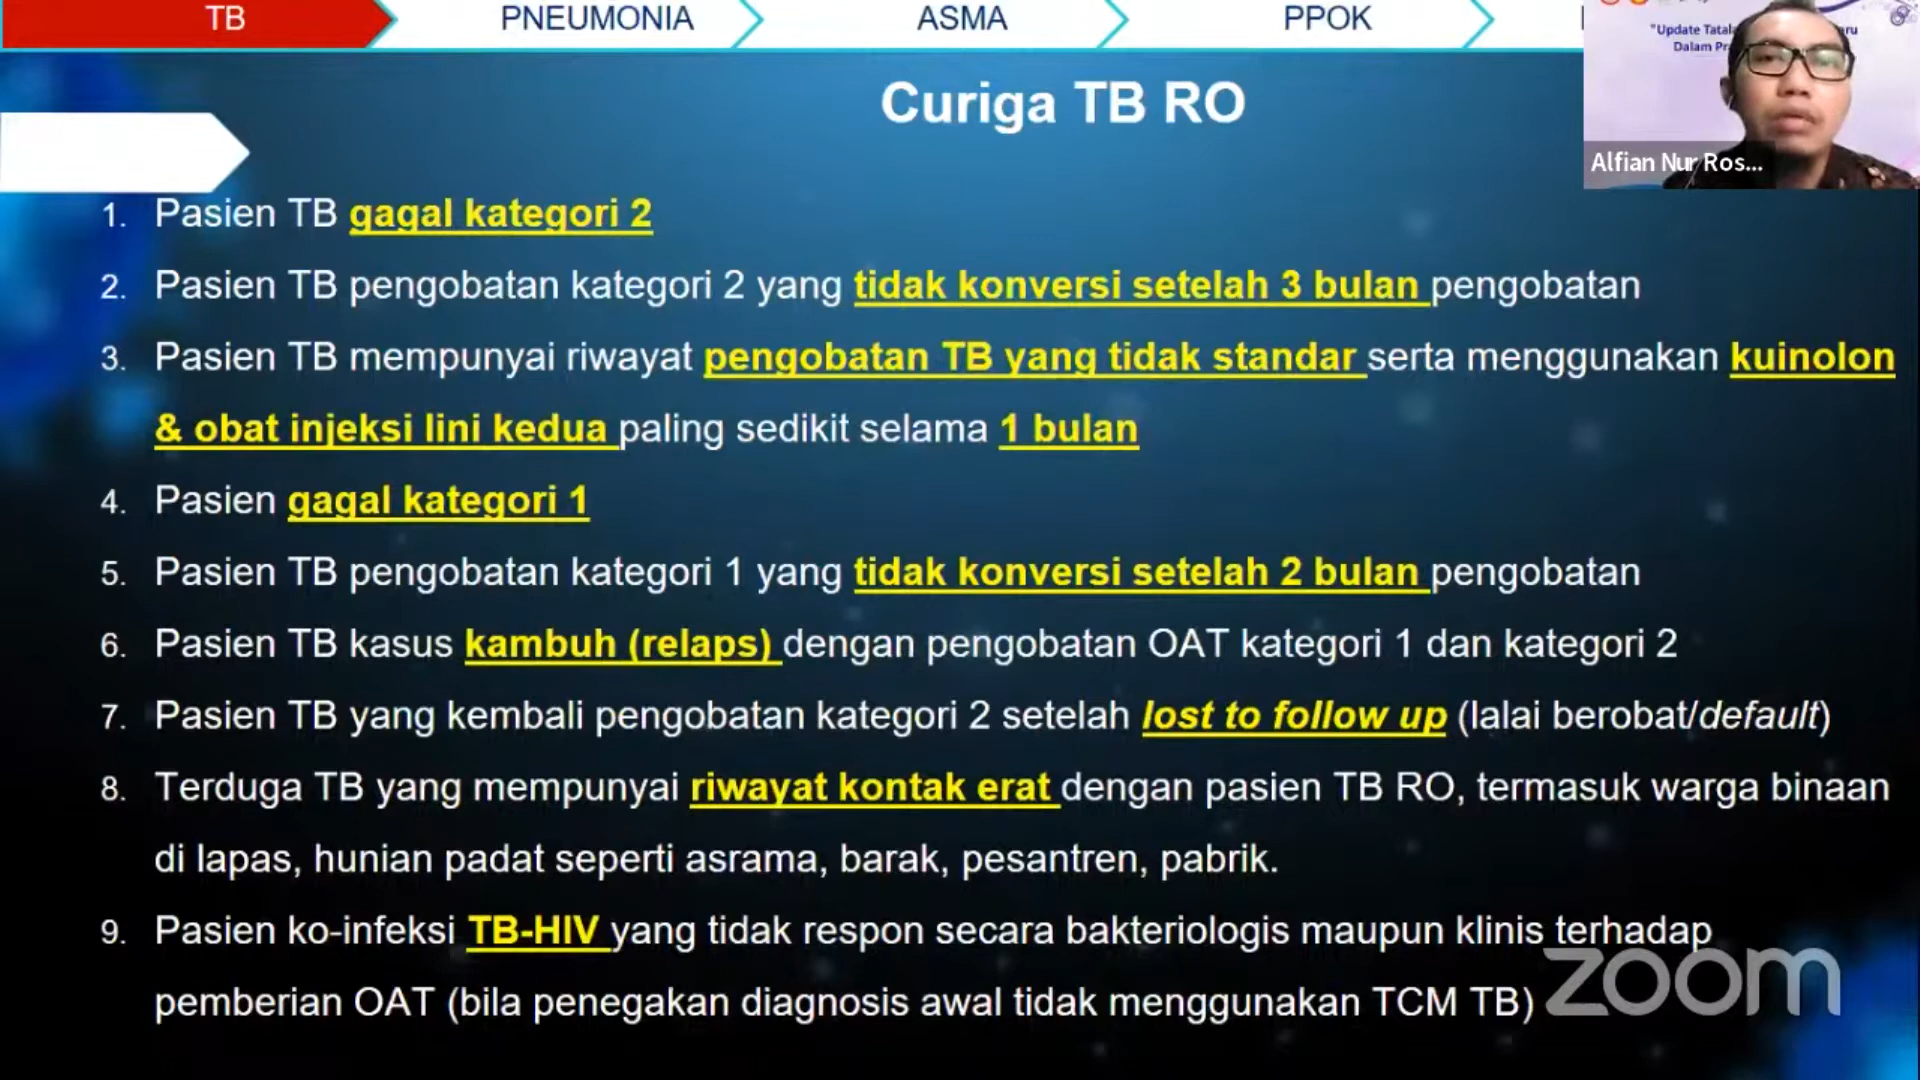 TB
PNEUMONIA
ASMA
PPOK
"Update Tatal
Dalam Pr
Alfian Nur Ros...
Curiga TB RO
1. Pasien TB gagal kategori 2
2. Pasien TB pengobatan kategori 2 yang tidak konversi setelah 3 bulan pengobatan
3. Pasien TB mempunyai riwayat pengobatan TB yang tidak standar serta menggunakan kuinolon
& obat injeksi lini kedua paling sedikit selama 1 bulan
4. Pasien gagal kategori 1
5. Pasien TB pengobatan kategori 1 yang tidak konversi setelah 2 bulan pengobatan
6. Pasien TB kasus kambuh (relaps) dengan pengobatan OAT kategori 1 dan kategori 2
7. Pasien TB yang kembali pengobatan kategori 2 setelah lost to follow up (lalai berobat/default)
8. Terduga TB yang mempunyai riwayat kontak erat dengan pasien TB RO, termasuk warga binaan
di lapas, hunian padat seperti asrama, barak, pesantren, pabrik.
9. Pasien ko-infeksi TB-HIV yang tidak respon secara bakteriologis maupun klinis terhadap
pemberian OAT (bila penegakan diagnosis awal tidak menggunakan TCM TB)
zoom